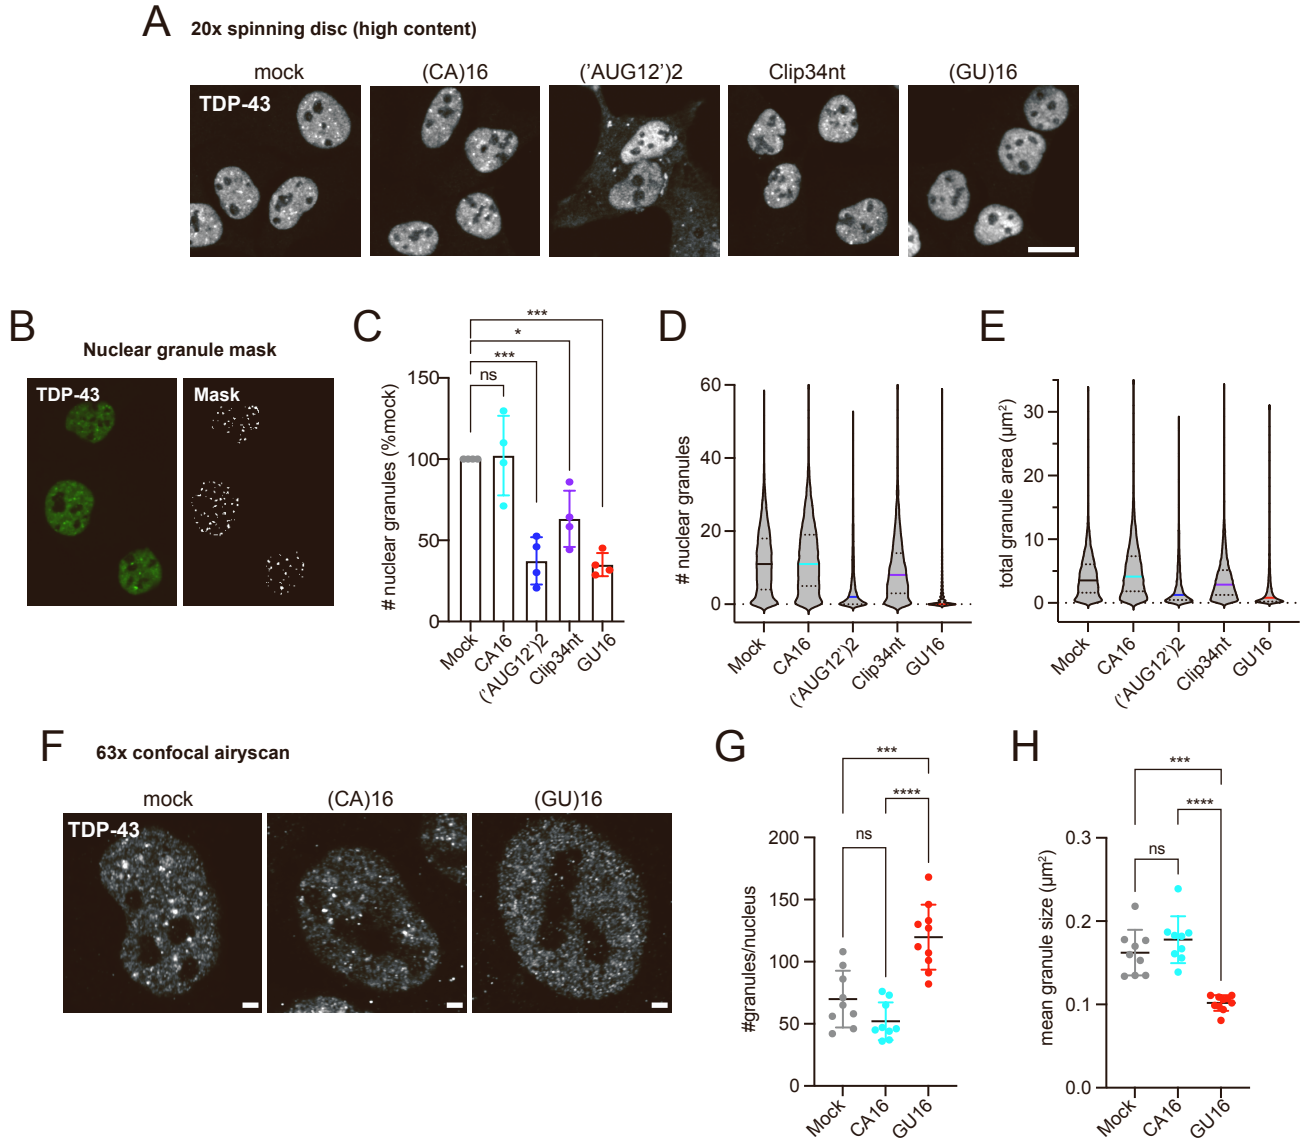 A 20x spinning disc (high content)
mock (CA)16 ('AUG12')2 Clip34nt (GU)16
TDP-43
B
Nuclear granule mask
TDP-43 Mask
C
***
*
***
ns
# nuclear granules (%mock)
150
100
50
0
Mock
CA16
('AUG12')2
Clip34nt
GU16
D
# nuclear granules
60
40
20
0
Mock
CA16
('AUG12')2
Clip34nt
GU16
E
total granule area (µm²)
30
20
10
0
Mock
CA16
('AUG12')2
Clip34nt
GU16
F 63x confocal airyscan
mock (CA)16 (GU)16
TDP-43
G
***
****
ns
#granules/nucleus
200
150
100
50
0
Mock
CA16
GU16
H
***
****
ns
mean granule size (µm²)
0.3
0.2
0.1
0.0
Mock
CA16
GU16